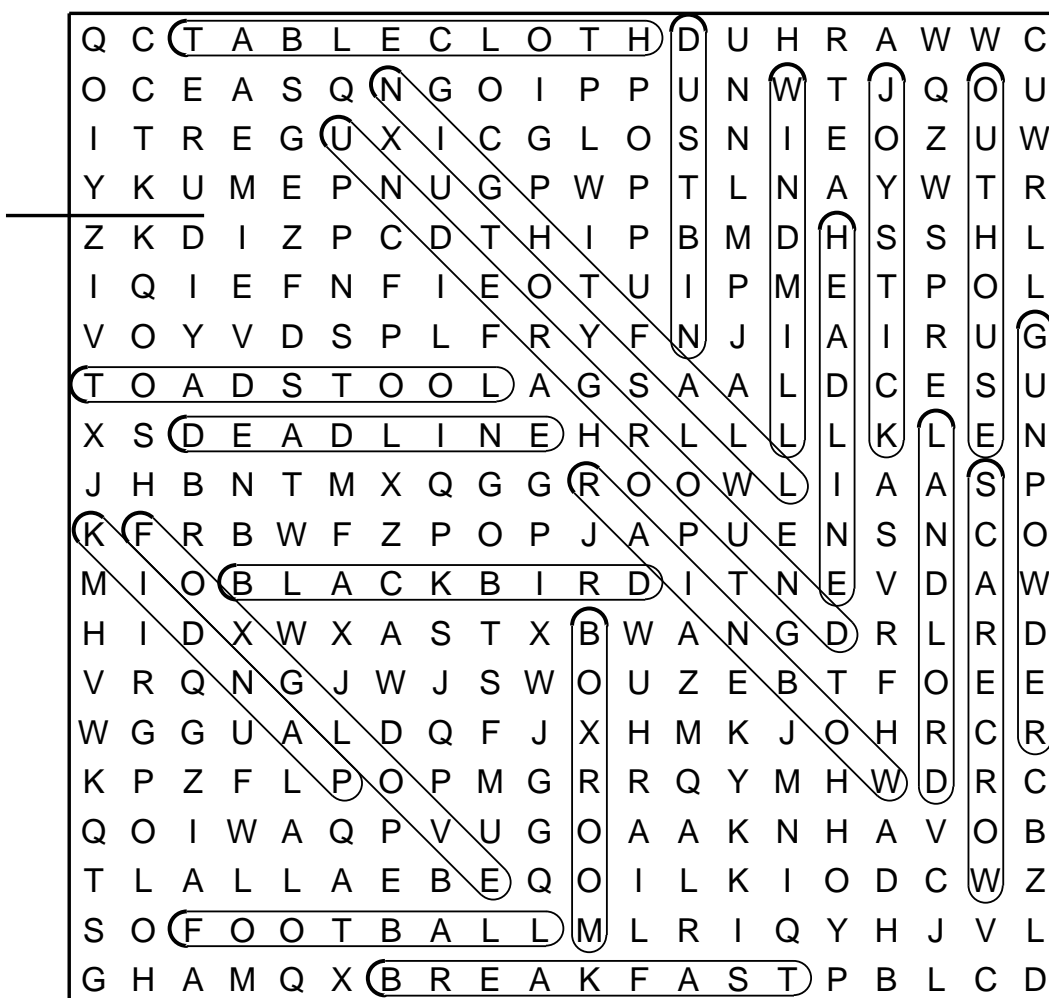 Q C T A B L E C L O T H D U H R A W W C
O C E A S Q N G O I P P U N W T J Q O U
I T R E G U X I C G L O S N I E O Z U W
Y K U M E P N U G P W P T L N A Y W T R
Z K D I Z P C D T H I P B M D H S S H L
I Q I E F N F I E O T U I P M E T P O L
V O Y V D S P L F R Y F N J I A I R U G
T O A D S T O O L A G S A A L D C E S U
X S D E A D L I N E H R L L L L K L E N
J H B N T M X Q G G R O O W L I A A S P
K F R B W F Z P O P J A P U E N S N C O
M I O B L A C K B I R D I T N E V D A W
H I D X W X A S T X B W A N G D R L R D
V R Q N G J W J S W O U Z E B T F O E E
W G G U A L D Q F J X H M K J O H R C R
K P Z F L P O P M G R R Q Y M H W D R C
Q O I W A Q P V U G O A A K N H A V O B
T L A L L A E B E Q O I L K I O D C W Z
S O F O O T B A L L M L R I Q Y H J V L
G H A M Q X B R E A K F A S T P B L C D